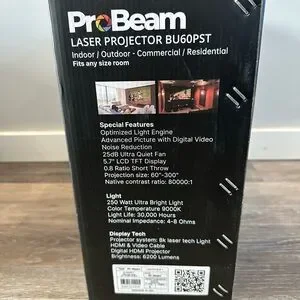 ProBeam
LASER PROJECTOR BU60PST
Indoor / Outdoor - Commercial / Residential
Fits any size room
Special Features
Optimized Light Engine
Advanced Picture with Digital Video
Noise Reduction
25dB Ultra Quiet Fan
5.7" LCD TFT Display
0.8 Ratio Short Throw
Projection size: 60"-300"
Native contrast ratio: 80000:1
Light
250 Watt Ultra Bright Light
Color Temperature 9000K
Light Life: 30,000 Hours
Nominal Impedance: 4-8 Ohms
Display Tech
Projector system: 8k laser tech Light
HDMI & Video Cable
Digital HDMI Projector
Brightness: 6200 Lumens